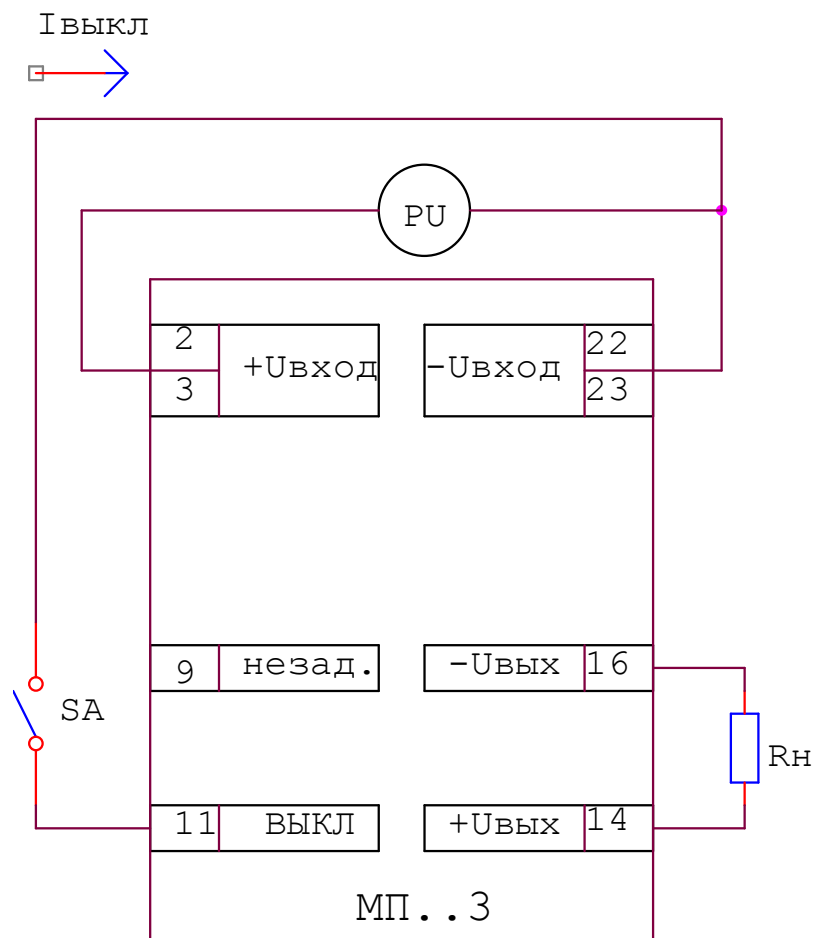 Iвыкл
PU
2
+Uвход
3
22
-Uвход
23
9 незад.
-Uвых 16
SA
Rн
11 ВЫКЛ
+Uвых 14
МП..3